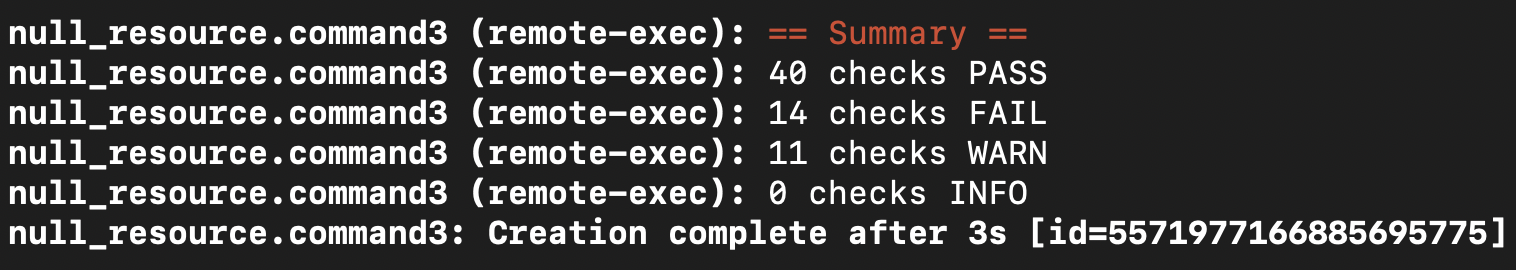 null_resource.command3 (remote-exec): == Summary ==
null_resource.command3 (remote-exec): 40 checks PASS
null_resource.command3 (remote-exec): 14 checks FAIL
null_resource.command3 (remote-exec): 11 checks WARN
null_resource.command3 (remote-exec): 0 checks INFO
null_resource.command3: Creation complete after 3s [id=5571977166885695775]